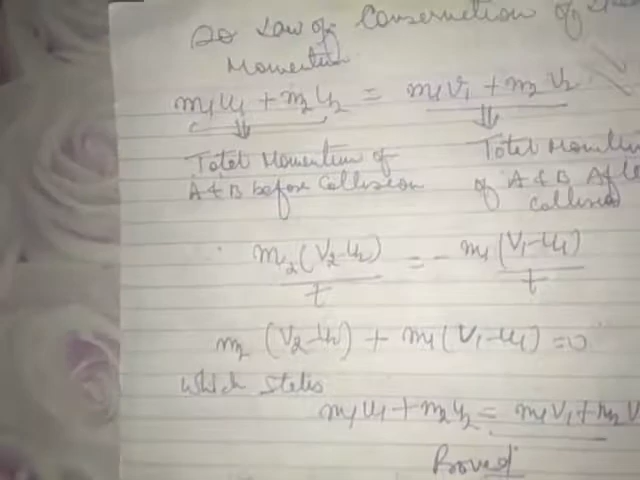 Law of Conservation of
Momentum
m₁u₁ + m₂u₂ = m₁v₁ + m₂v₂
Total Momentum of
A & B before Collision
Total Momentum
of A & B After
collision
m₂(v₂-u₂)/t = - m₁(v₁-u₁)/t
m₂ (v₂-u₂) + m₁(v₁-u₁) = 0
which states
m₁u₁ + m₂u₂ = m₁v₁ + m₂v
Proved